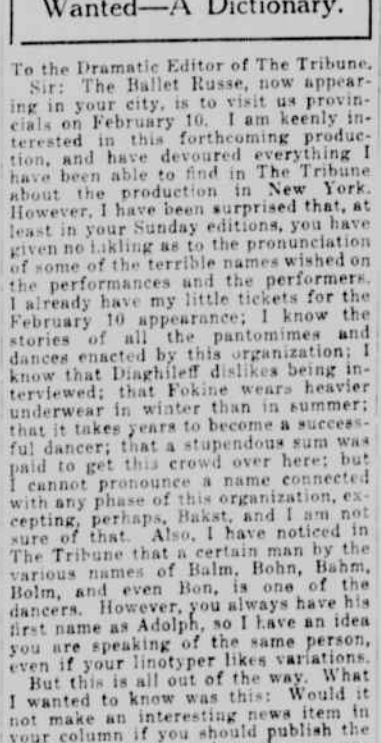 Wanted—A Dictionary.
To the Dramatic Editor of The Tribune.
Sir: The Ballet Russe, now appear-
ing in your city, is to visit us provin-
cials on February 10. I am keenly in-
terested in this forthcoming produc-
tion, and have devoured everything I
have been able to find in The Tribune
about the production in New York.
However, I have been surprised that, at
least in your Sunday editions, you have
given no inkling as to the pronunciation
of some of the terrible names wished on
the performances and the performers.
I already have my little tickets for the
February 10 appearance; I know the
stories of all the pantomimes and
dances enacted by this organization; I
know that Diaghileff dislikes being in-
terviewed; that Fokine wears heavier
underwear in winter than in summer;
that it takes years to become a success-
ful dancer; that a stupendous sum was
paid to get this crowd over here; but
I cannot pronounce a name connected
with any phase of this organization, ex-
cepting, perhaps, Bakst, and I am not
sure of that. Also, I have noticed in
The Tribune that a certain man by the
various names of Balm, Bohn, Bahm,
Bolm, and even Bon, is one of the
dancers. However, you always have his
first name as Adolph, so I have an idea
you are speaking of the same person,
even if your linotyper likes variations.
But this is all out of the way. What
I wanted to know was this: Would it
not make an interesting news item in
your column if you should publish the